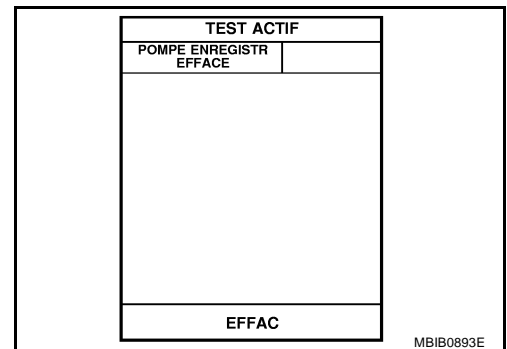 TEST ACTIF
POMPE ENREGISTR
EFFACE
EFFAC
MBIB0893E